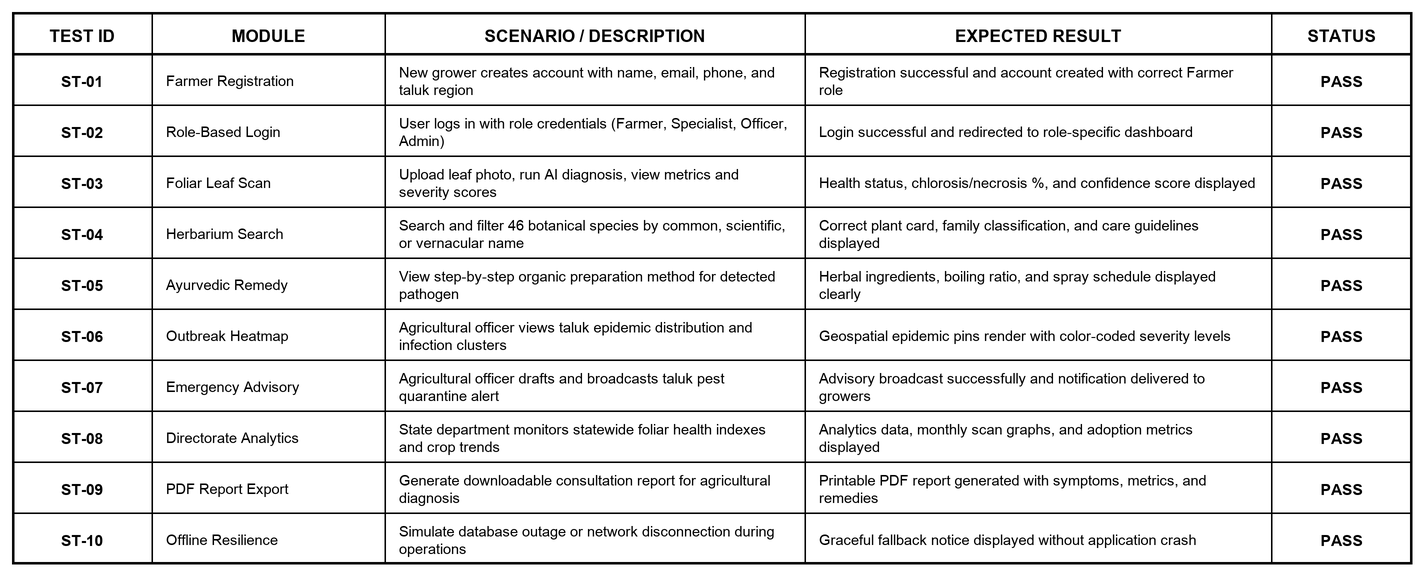 TEST ID MODULE SCENARIO / DESCRIPTION EXPECTED RESULT STATUS
ST-01 Farmer Registration New grower creates account with name, email, phone, and
taluk region Registration successful and account created with correct Farmer
role PASS
ST-02 Role-Based Login User logs in with role credentials (Farmer, Specialist, Officer,
Admin) Login successful and redirected to role-specific dashboard PASS
ST-03 Foliar Leaf Scan Upload leaf photo, run AI diagnosis, view metrics and
severity scores Health status, chlorosis/necrosis %, and confidence score displayed PASS
ST-04 Herbarium Search Search and filter 46 botanical species by common, scientific,
or vernacular name Correct plant card, family classification, and care guidelines
displayed PASS
ST-05 Ayurvedic Remedy View step-by-step organic preparation method for detected
pathogen Herbal ingredients, boiling ratio, and spray schedule displayed
clearly PASS
ST-06 Outbreak Heatmap Agricultural officer views taluk epidemic distribution and
infection clusters Geospatial epidemic pins render with color-coded severity levels PASS
ST-07 Emergency Advisory Agricultural officer drafts and broadcasts taluk pest
quarantine alert Advisory broadcast successfully and notification delivered to
growers PASS
ST-08 Directorate Analytics State department monitors statewide foliar health indexes
and crop trends Analytics data, monthly scan graphs, and adoption metrics
displayed PASS
ST-09 PDF Report Export Generate downloadable consultation report for agricultural
diagnosis Printable PDF report generated with symptoms, metrics, and
remedies PASS
ST-10 Offline Resilience Simulate database outage or network disconnection during
operations Graceful fallback notice displayed without application crash PASS